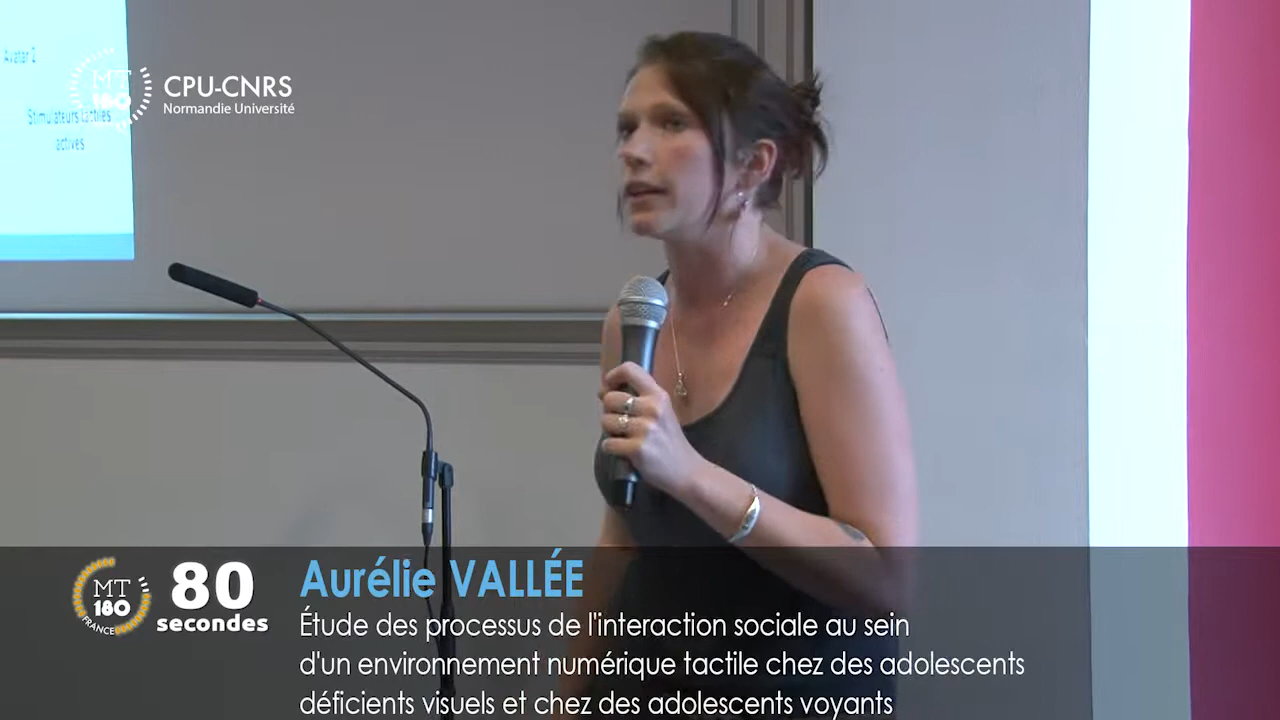 Avatar 2
MT
180
CPU-CNRS
Normandie Université
Stimulateurs tactiles
actives
MT
180
FRANCE
80
secondes
Aurélie VALLÉE
Étude des processus de l'interaction sociale au sein
d'un environnement numérique tactile chez des adolescents
déficients visuels et chez des adolescents voyants